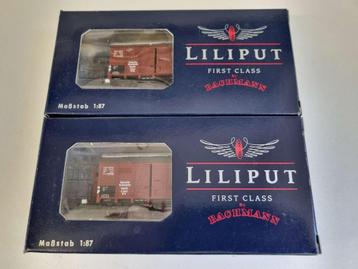 LILIPUT
FIRST CLASS
By
BACHMANN
Maßstab 1:87
LILIPUT
FIRST CLASS
By
BACHMANN
Maßstab 1:87